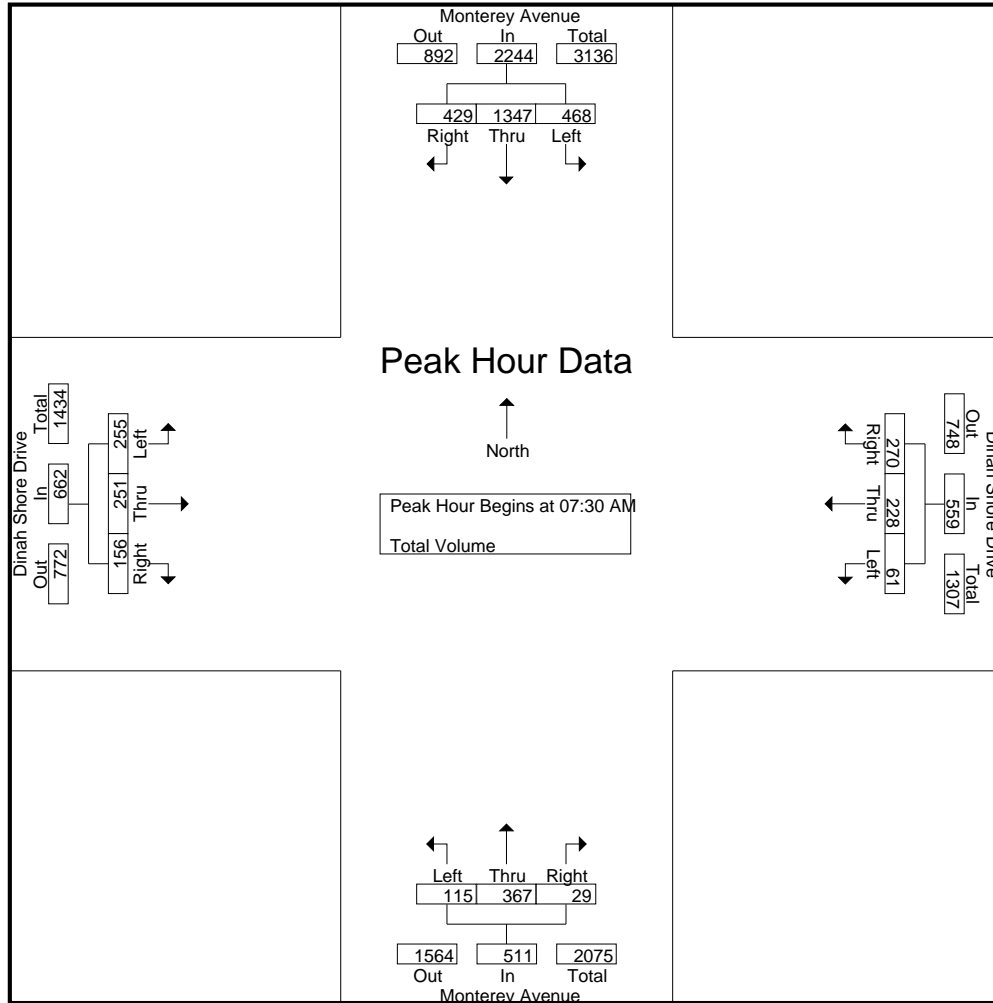 Monterey Avenue
Out In Total
892 2244 3136
429 1347 468
Right Thru Left
Peak Hour Data
North
Peak Hour Begins at 07:30 AM
Total Volume
Dinah Shore Drive
Out In Total
772 662 1434
Right Thru Left
156 251 255
Dinah Shore Drive
Out In Total
748 559 1307
270 228 61
Right Thru Left
Left Thru Right
115 367 29
1564 511 2075
Out In Total
Monterey Avenue